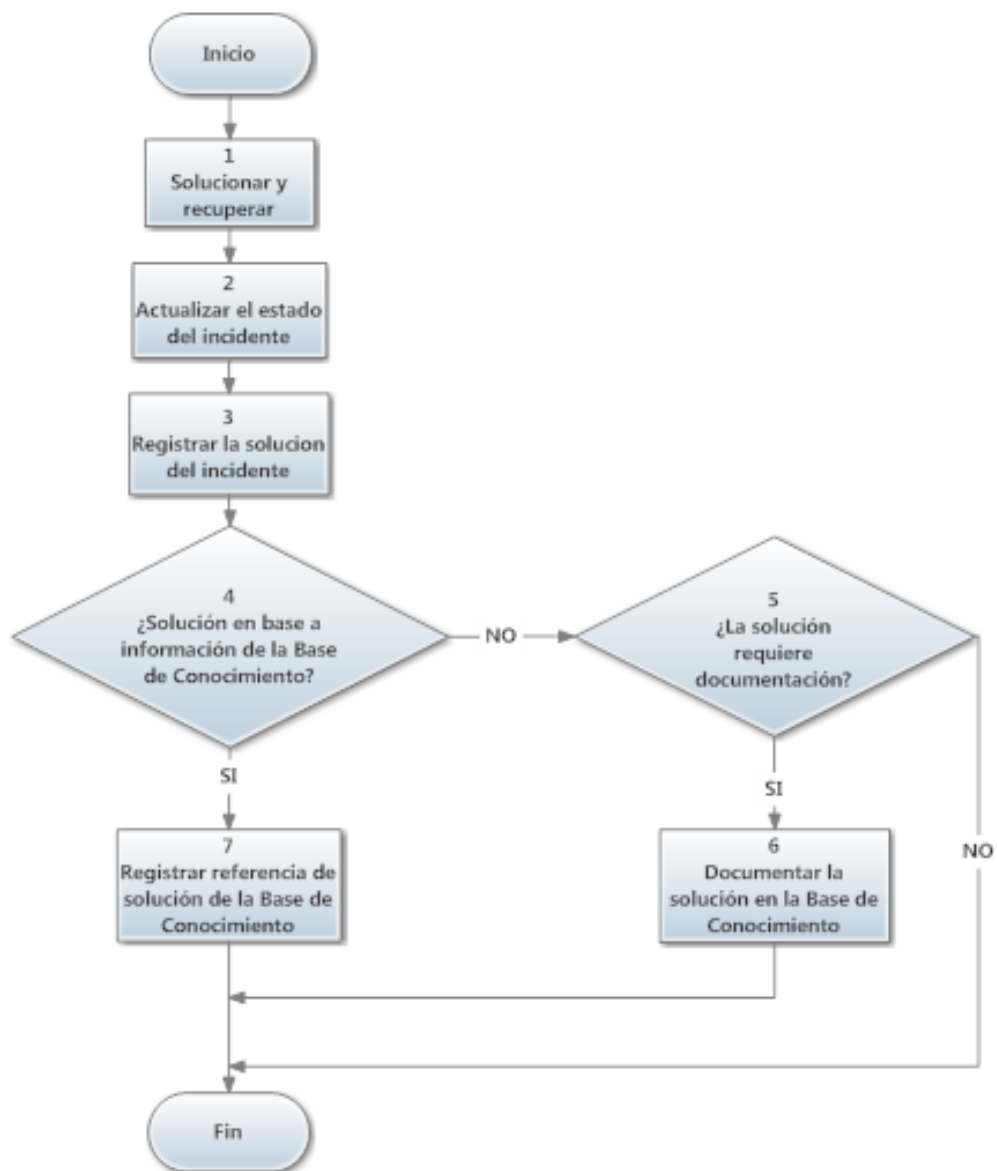 Inicio
1
Solucionar y
recuperar
2
Actualizar el estado
del incidente
3
Registrar la solucion
del incidente
4
¿Solución en base a
información de la Base
de Conocimiento?
NO
5
¿La solución
requiere
documentación?
SI
SI
NO
7
Registrar referencia de
solución de la Base de
Conocimiento
6
Documentar la
solución en la Base de
Conocimiento
Fin